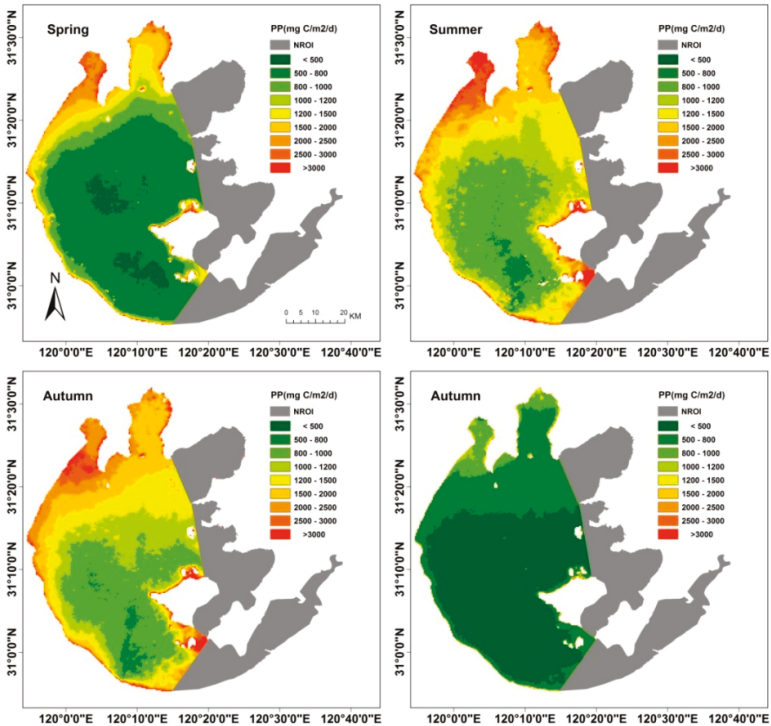 Spring
PP(mg C/m2/d)
NROI
< 500
500 - 800
800 - 1000
1000 - 1200
1200 - 1500
1500 - 2000
2000 - 2500
2500 - 3000
>3000
31°30'0"N
31°20'0"N
31°10'0"N
31°0'0"N
N
0 5 10 20
KM
120°0'0"E 120°10'0"E 120°20'0"E 120°30'0"E 120°40'0"E
Summer
PP(mg C/m2/d)
NROI
< 500
500 - 800
800 - 1000
1000 - 1200
1200 - 1500
1500 - 2000
2000 - 2500
2500 - 3000
>3000
31°30'0"N
31°20'0"N
31°10'0"N
31°0'0"N
120°0'0"E 120°10'0"E 120°20'0"E 120°30'0"E 120°40'0"E
Autumn
PP(mg C/m2/d)
NROI
< 500
500 - 800
800 - 1000
1000 - 1200
1200 - 1500
1500 - 2000
2000 - 2500
2500 - 3000
>3000
31°30'0"N
31°20'0"N
31°10'0"N
31°0'0"N
120°0'0"E 120°10'0"E 120°20'0"E 120°30'0"E 120°40'0"E
Autumn
PP(mg C/m2/d)
NROI
< 500
500 - 800
800 - 1000
1000 - 1200
1200 - 1500
1500 - 2000
2000 - 2500
2500 - 3000
>3000
31°30'0"N
31°20'0"N
31°10'0"N
31°0'0"N
120°0'0"E 120°10'0"E 120°20'0"E 120°30'0"E 120°40'0"E